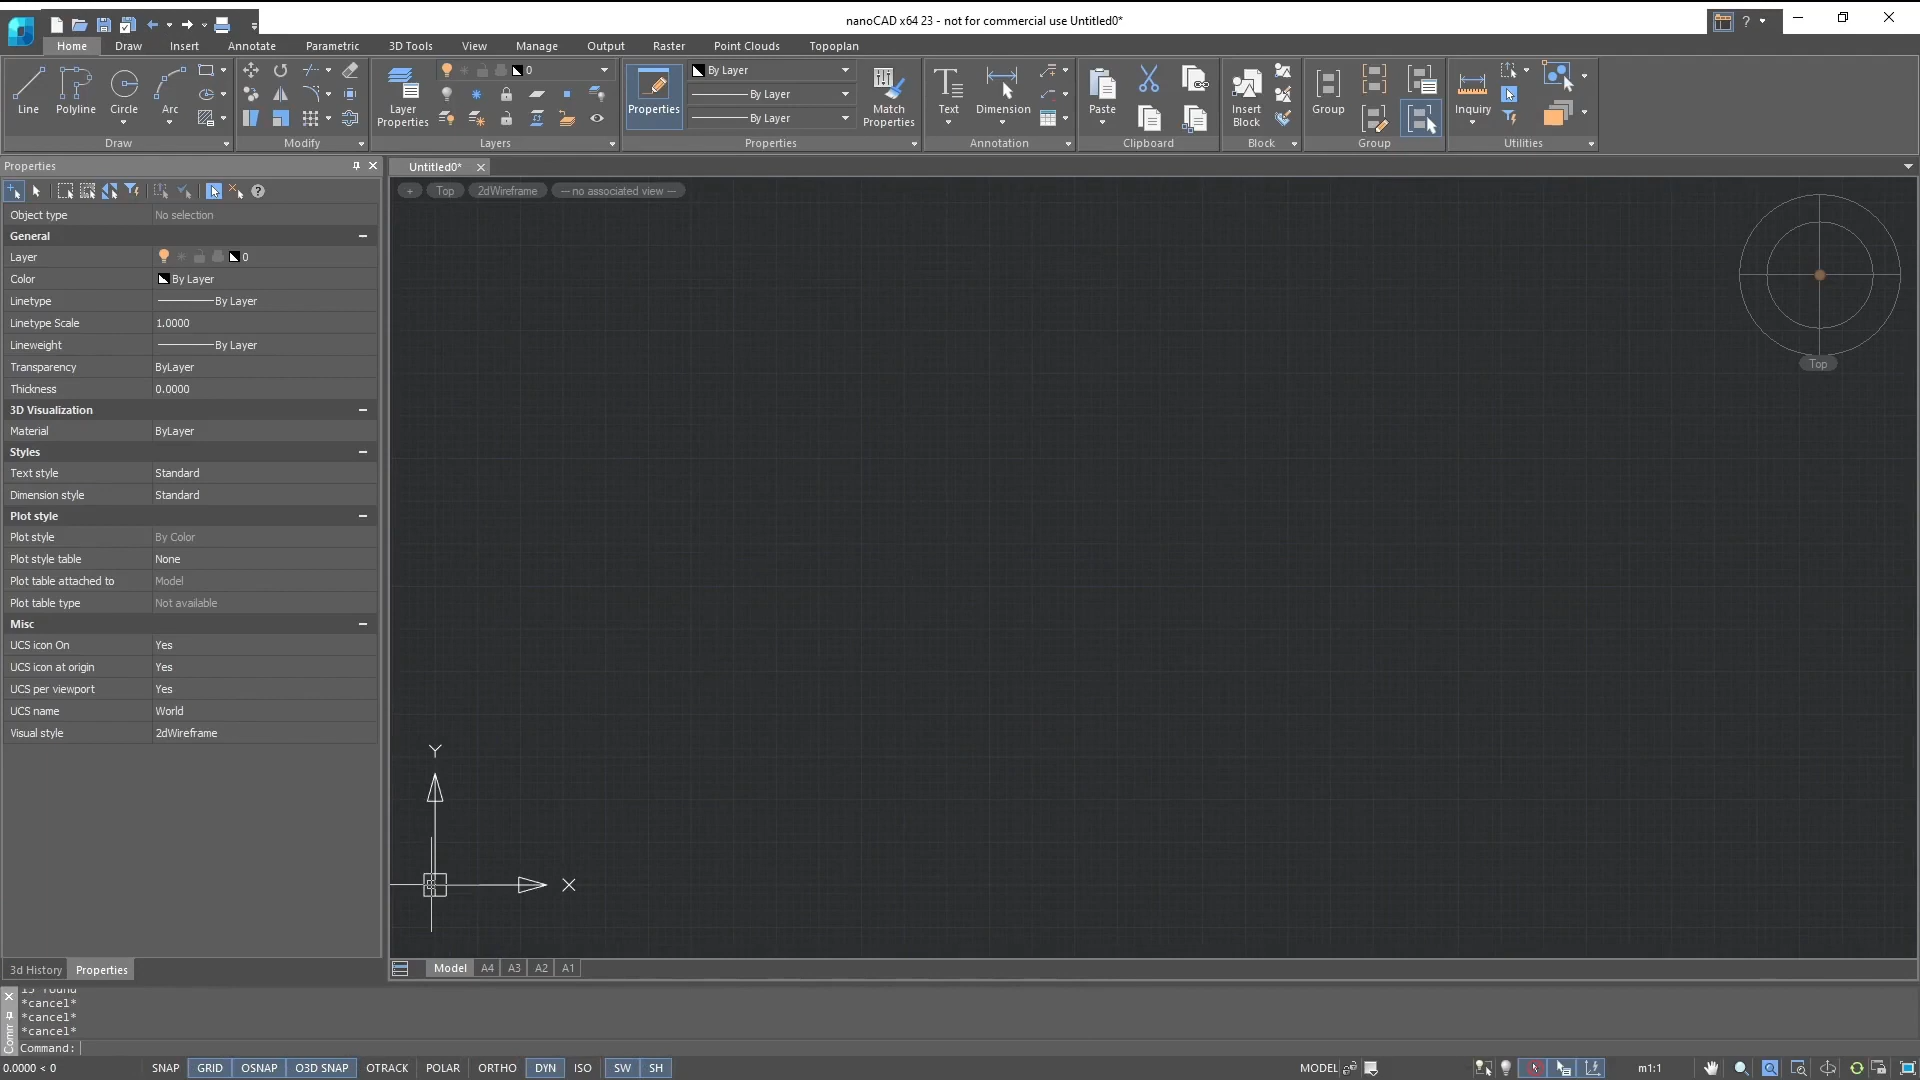 nanoCAD x64 23 - not for commercial use Untitled0*
?
Home Draw Insert Annotate Parametric 3D Tools View Manage Output Raster Point Clouds Topoplan
Line Polyline Circle Arc
Draw
Modify
Layer Properties
0
Layers
Properties
By Layer
By Layer
By Layer
Match Properties
Properties
Text Dimension
Annotation
Paste
Clipboard
Insert Block
Block
Group
Group
Inquiry
Utilities
Properties
Untitled0*
+ Top 2dWireframe --- no associated view ---
Object type No selection
General
Layer 0
Color By Layer
Linetype By Layer
Linetype Scale 1.0000
Lineweight By Layer
Transparency ByLayer
Thickness 0.0000
3D Visualization
Material ByLayer
Styles
Text style Standard
Dimension style Standard
Plot style
Plot style By Color
Plot style table None
Plot table attached to Model
Plot table type Not available
Misc
UCS icon On Yes
UCS icon at origin Yes
UCS per viewport Yes
UCS name World
Visual style 2dWireframe
Top
Y
X
3d History Properties
Model A4 A3 A2 A1
15 found
*cancel*
*cancel*
*cancel*
Command:
0.0000 < 0 SNAP GRID OSNAP O3D SNAP OTRACK POLAR ORTHO DYN ISO SW SH MODEL m1:1